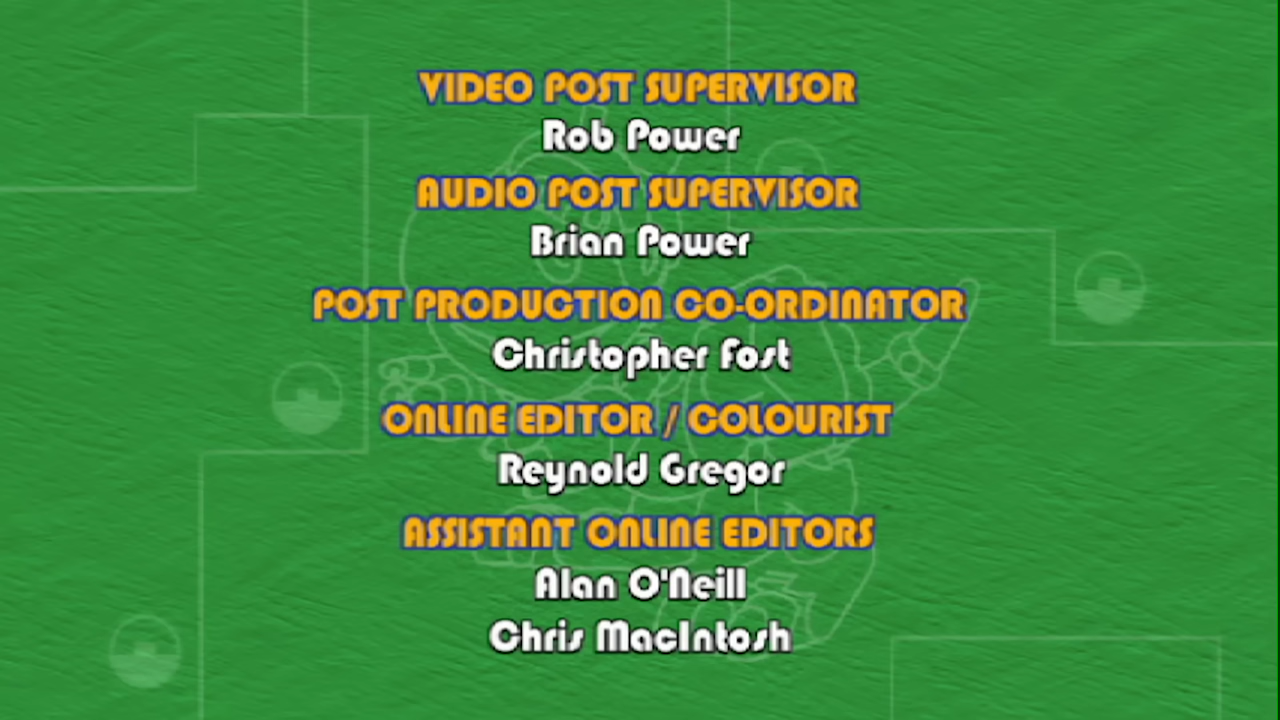 VIDEO POST SUPERVISOR
Rob Power
AUDIO POST SUPERVISOR
Brian Power
POST PRODUCTION CO-ORDINATOR
Christopher Fost
ONLINE EDITOR / COLOURIST
Reynold Gregor
ASSISTANT ONLINE EDITORS
Alan O'Neill
Chris MacIntosh